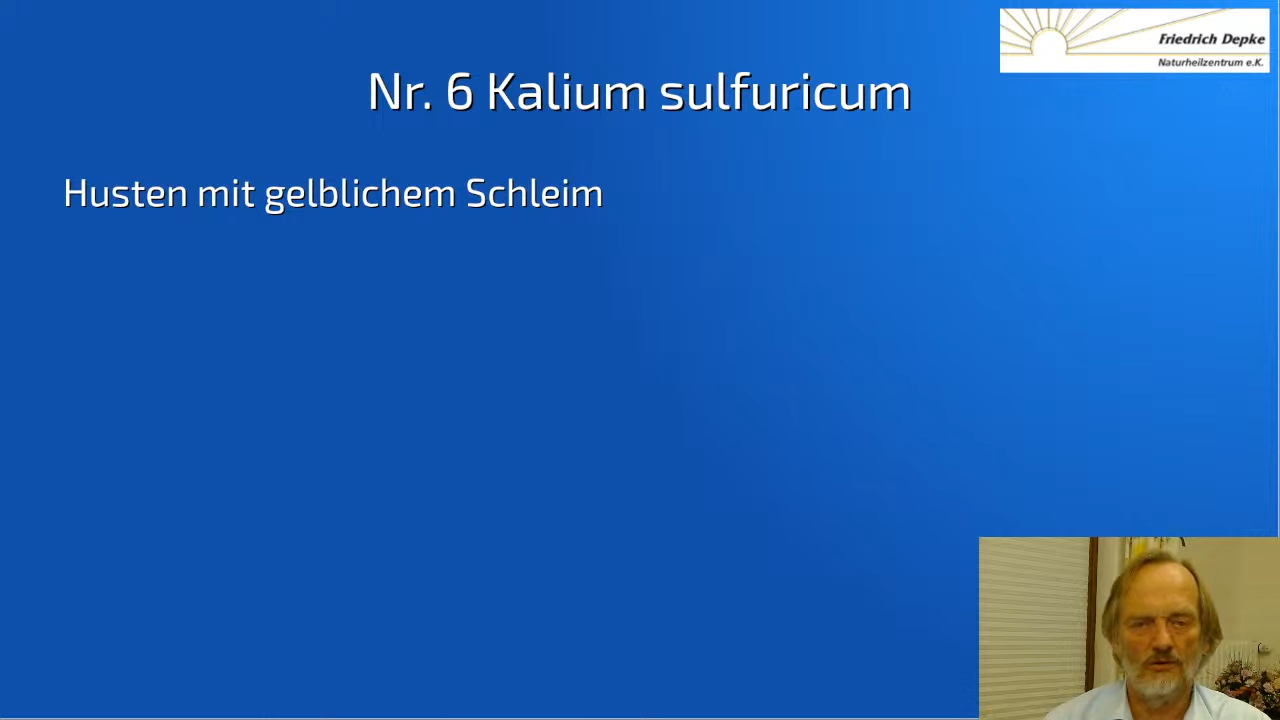 Friedrich Depke
Naturheilzentrum e.K.
Nr. 6 Kalium sulfuricum
Husten mit gelblichem Schleim